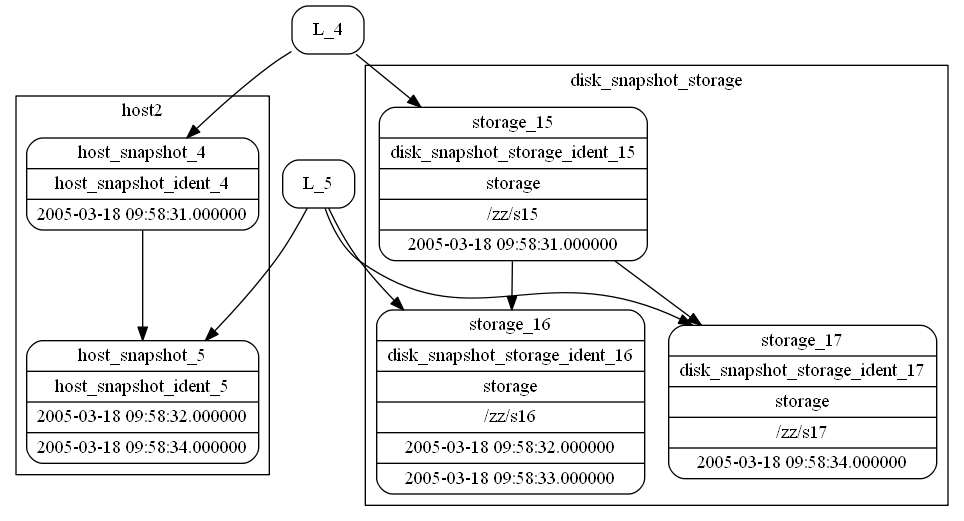 L_4
host2
host_snapshot_4
host_snapshot_ident_4
2005-03-18 09:58:31.000000
host_snapshot_5
host_snapshot_ident_5
2005-03-18 09:58:32.000000
2005-03-18 09:58:34.000000
L_5
disk_snapshot_storage
storage_15
disk_snapshot_storage_ident_15
storage
/zz/s15
2005-03-18 09:58:31.000000
storage_16
disk_snapshot_storage_ident_16
storage
/zz/s16
2005-03-18 09:58:32.000000
2005-03-18 09:58:33.000000
storage_17
disk_snapshot_storage_ident_17
storage
/zz/s17
2005-03-18 09:58:34.000000